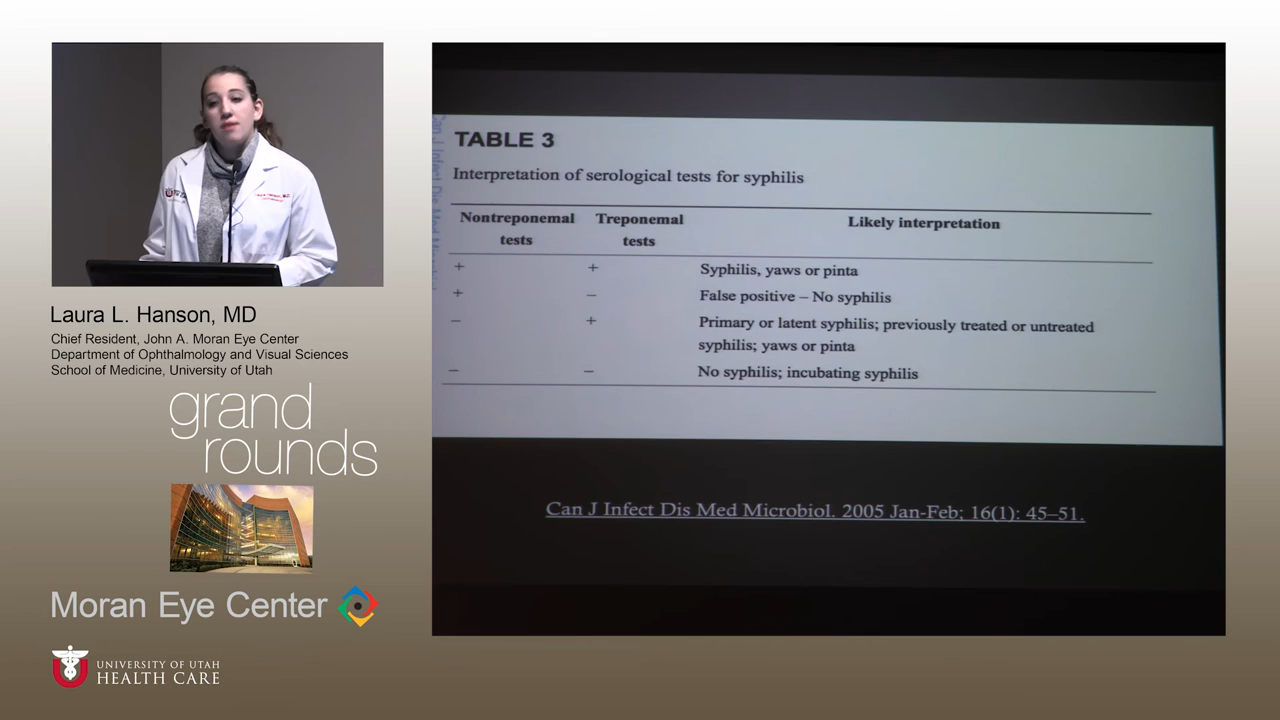 Laura L. Hanson, MD
Chief Resident, John A. Moran Eye Center
Department of Ophthalmology and Visual Sciences
School of Medicine, University of Utah
grand
rounds
Moran Eye Center
UNIVERSITY OF UTAH
HEALTH CARE
TABLE 3
Interpretation of serological tests for syphilis
Nontreponemal Treponemal Likely interpretation
tests tests
+ + Syphilis, yaws or pinta
+ – False positive – No syphilis
– + Primary or latent syphilis; previously treated or untreated
syphilis; yaws or pinta
– – No syphilis; incubating syphilis
Can J Infect Dis Med Microbiol. 2005 Jan-Feb; 16(1): 45–51.